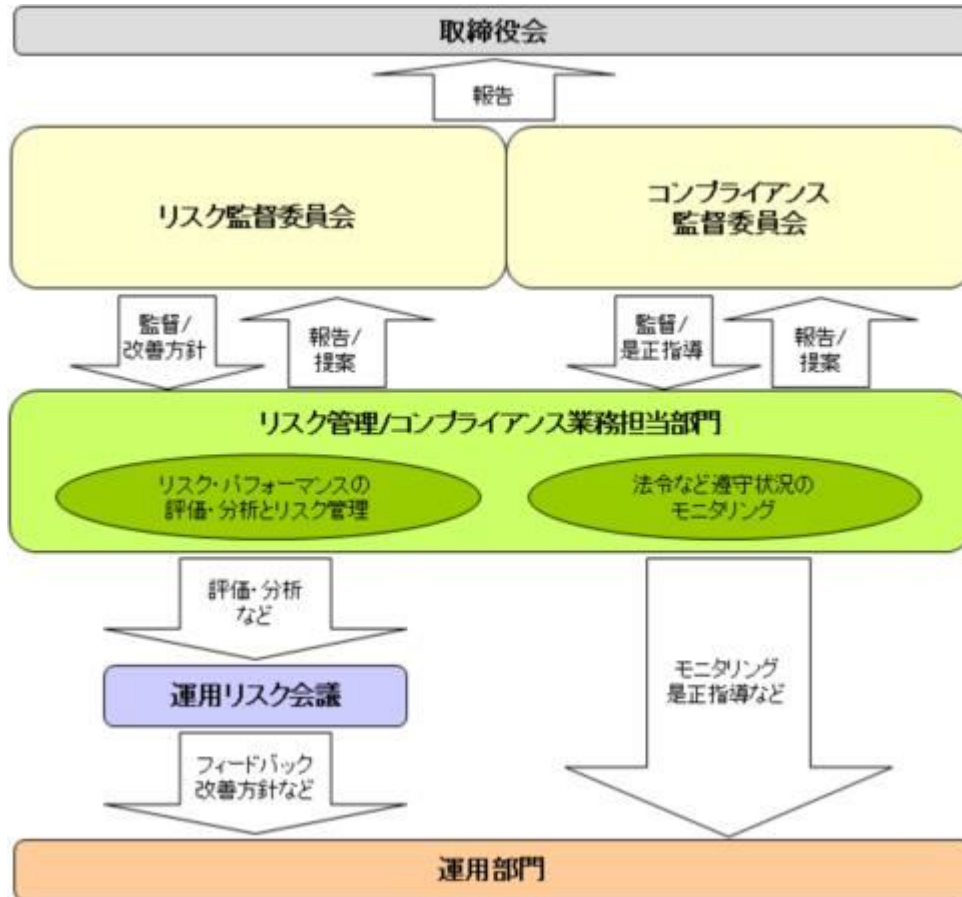 取締役会
報告
リスク監督委員会
コンプライアンス
監督委員会
監督/
改善方針
報告/
提案
監督/
是正指導
報告/
提案
リスク管理/コンプライアンス業務担当部門
リスク・パフォーマンスの
評価・分析とリスク管理
法令など遵守状況の
モニタリング
評価・分析
など
運用リスク会議
モニタリング
是正指導など
フィードバック
改善方針など
運用部門